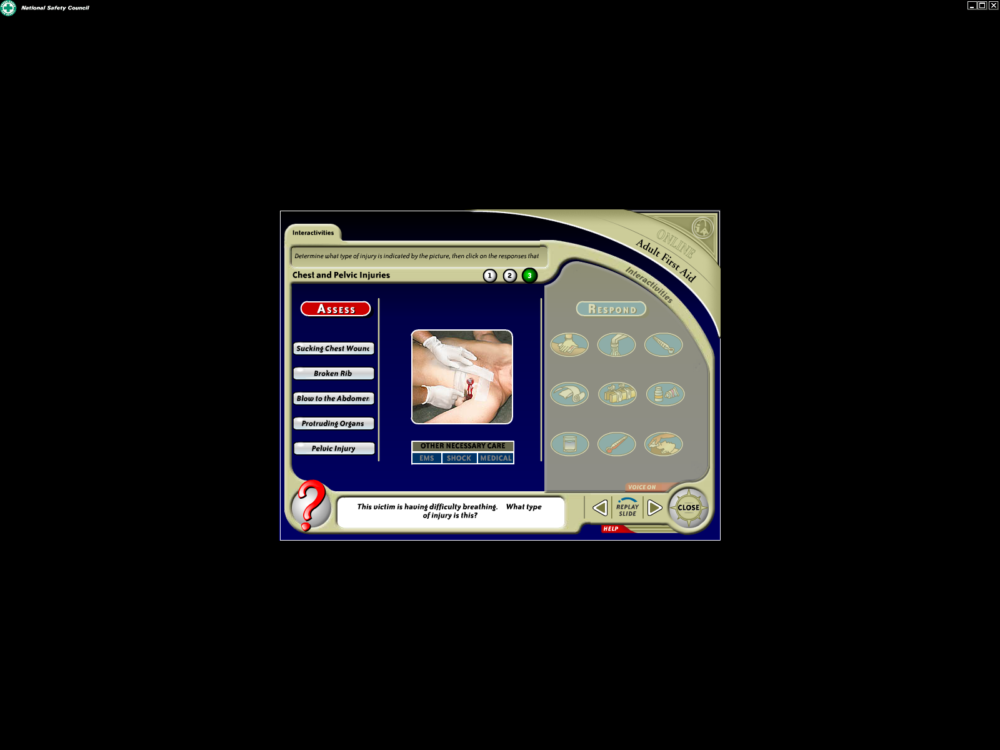 National Safety Council
Interactivities
ONLINE
Adult First Aid
Determine what type of injury is indicated by the picture, then click on the responses that
Interactivities
Chest and Pelvic Injuries
1 2 3
ASSESS
RESPOND
Sucking Chest Wound
Broken Rib
Blow to the Abdomen
Protruding Organs
Pelvic Injury
OTHER NECESSARY CARE
EMS SHOCK MEDICAL
VOICE ON
This victim is having difficulty breathing. What type
of injury is this?
REPLAY
SLIDE
CLOSE
HELP